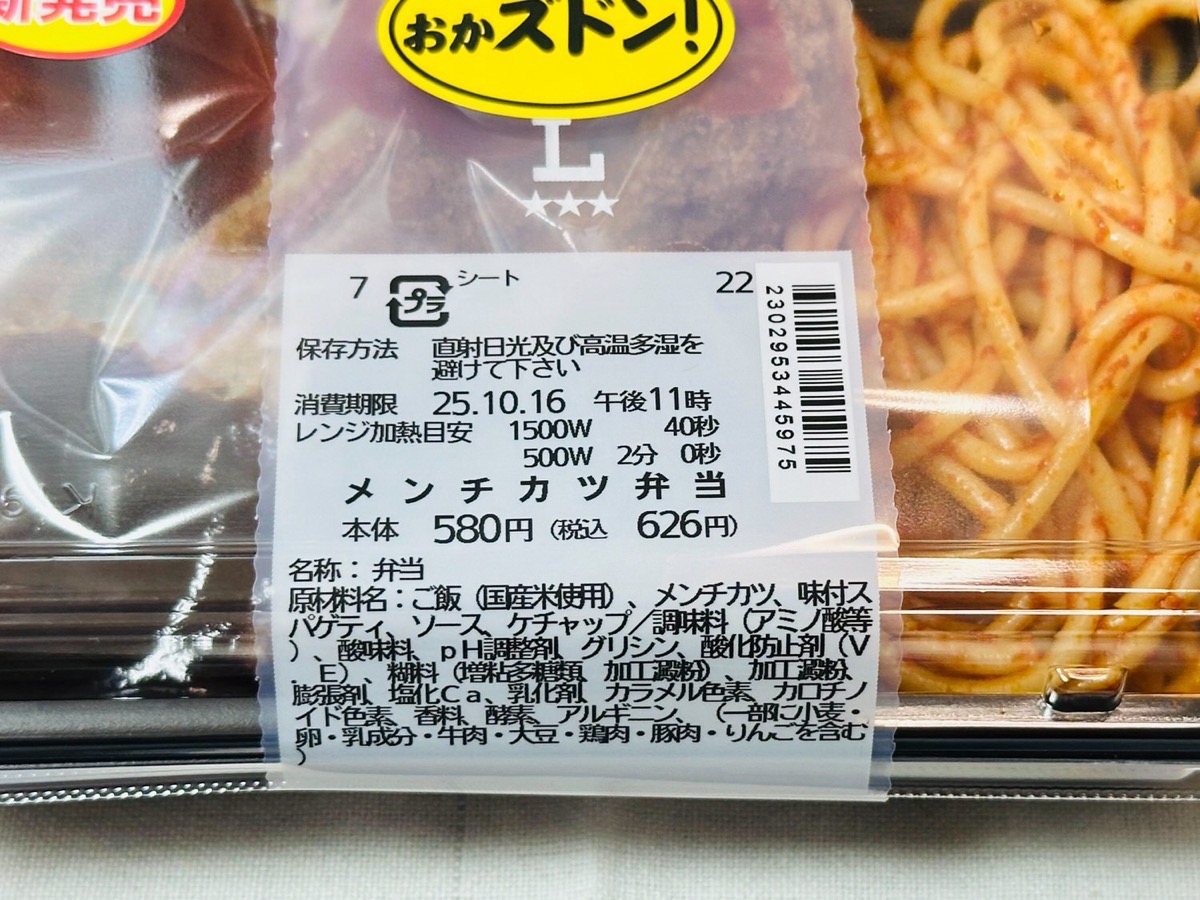 新発売
おかズドン!
L
7 プラ シート 22
2302953445975
保存方法 直射日光及び高温多湿を
避けて下さい
消費期限 25.10.16 午後11時
レンジ加熱目安 1500W 40秒
500W 2分 0秒
メンチカツ弁当
本体 580円(税込 626円)
名称:弁当
原材料名:ご飯(国産米使用)、メンチカツ、味付ス
パゲティ、ソース、ケチャップ/調味料(アミノ酸等
)、酸味料、pH調整剤、グリシン、酸化防止剤(V
.E)、糊料(増粘多糖類、加工澱粉)、加工澱粉、
膨張剤、塩化Ca、乳化剤、カラメル色素、カロチノ
イド色素、香料、酵素、アルギニン、(一部に小麦・
卵・乳成分・牛肉・大豆・鶏肉・豚肉・りんごを含む
)